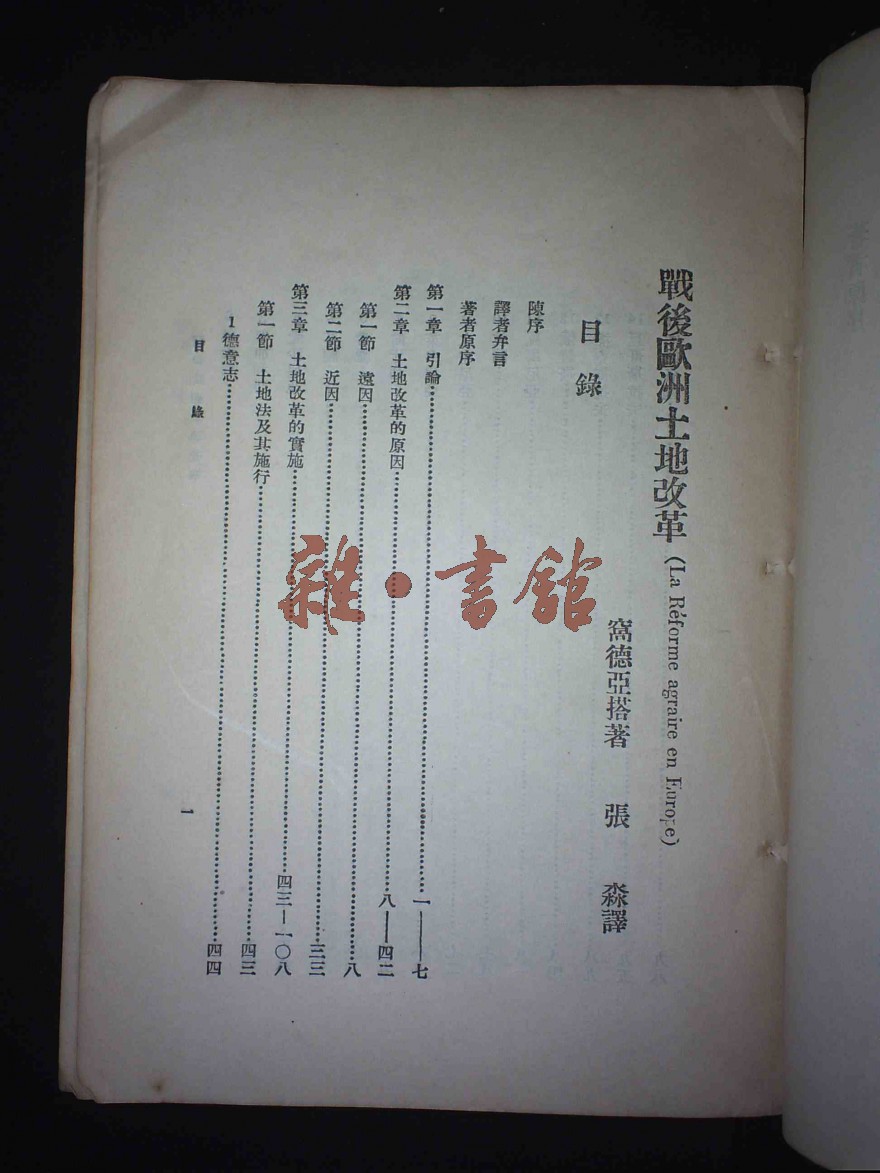 戰後歐洲土地改革 (La Réforme agraire en Europe)
窩德亞搭著 張 淼譯
目 錄
陳序
譯者弁言
著者原序
第一章 引論……一——七
第二章 土地改革的原因……八——四二
第一節 遠因……八
第二節 近因……三三
第三章 土地改革的實施……四三—一〇八
第一節 土地法及其施行……四三
1 德意志……四四
目 錄
一
雜·書館